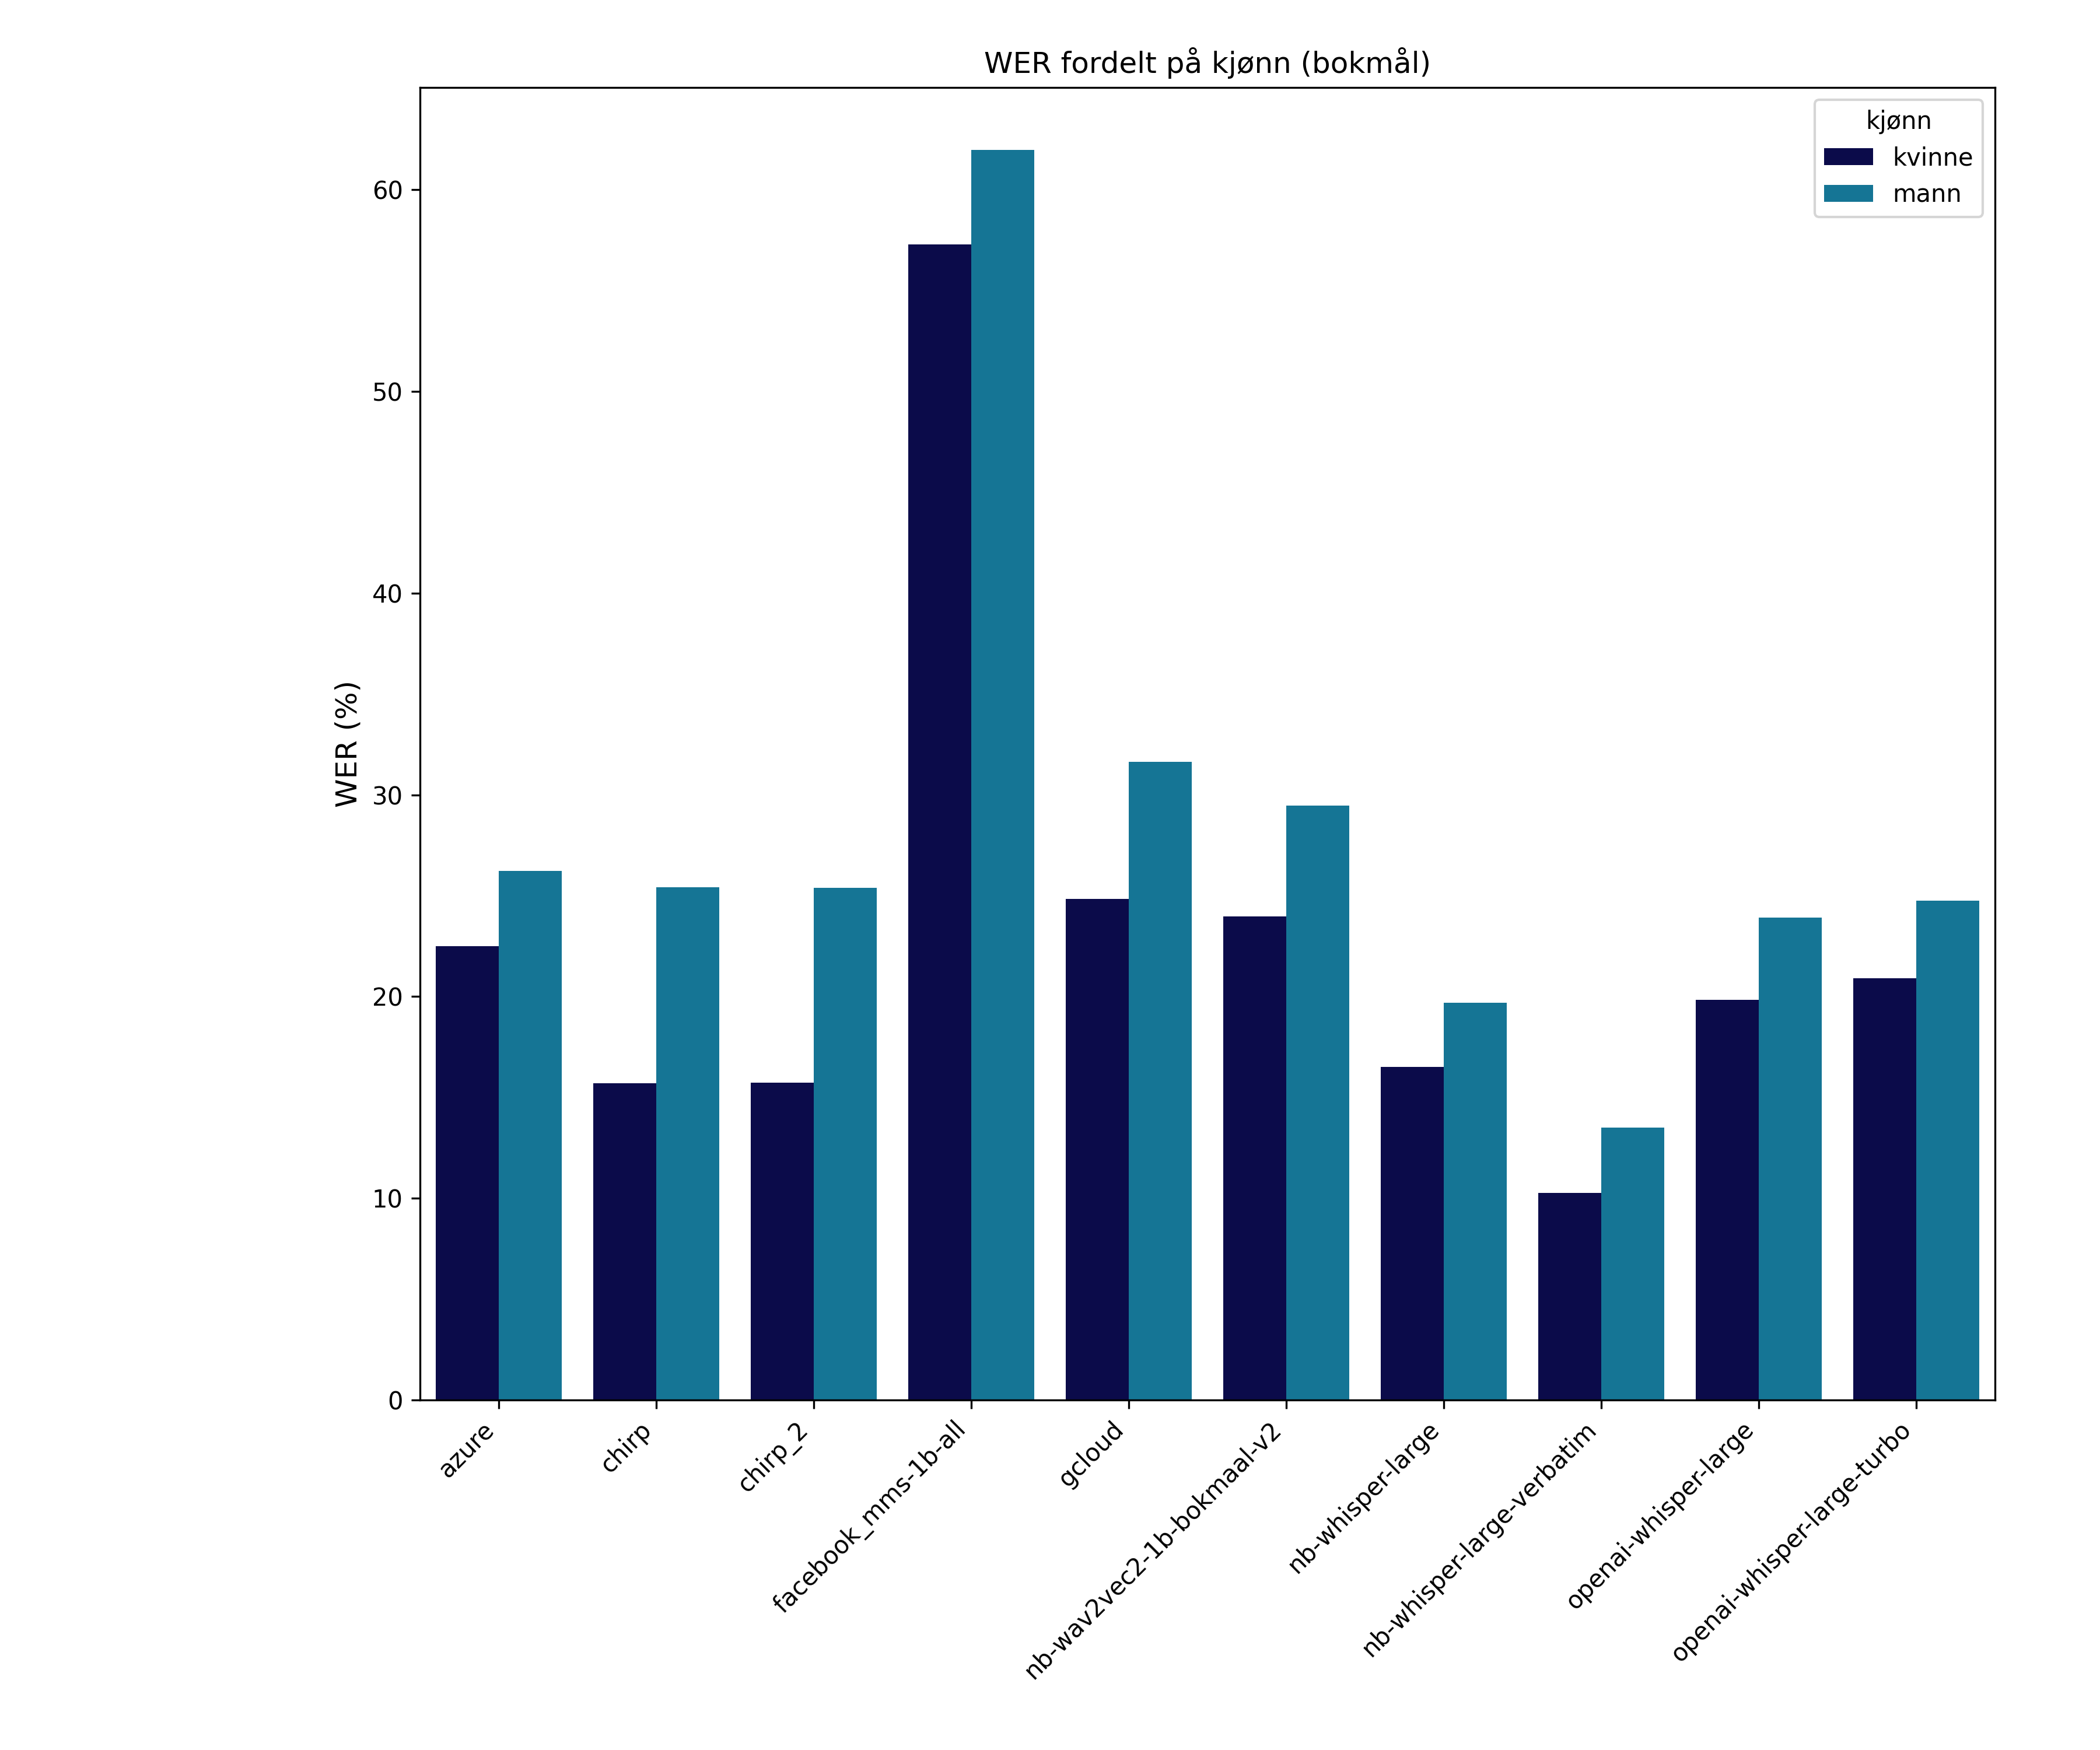 WER fordelt på kjønn (bokmål)
kjønn
kvinne
mann
WER (%)
60
50
40
30
20
10
0
azure
chirp
chirp_2
facebook_mms-1b-all
gcloud
nb-wav2vec2-1b-bokmaal-v2
nb-whisper-large
nb-whisper-large-verbatim
openai-whisper-large
openai-whisper-large-turbo